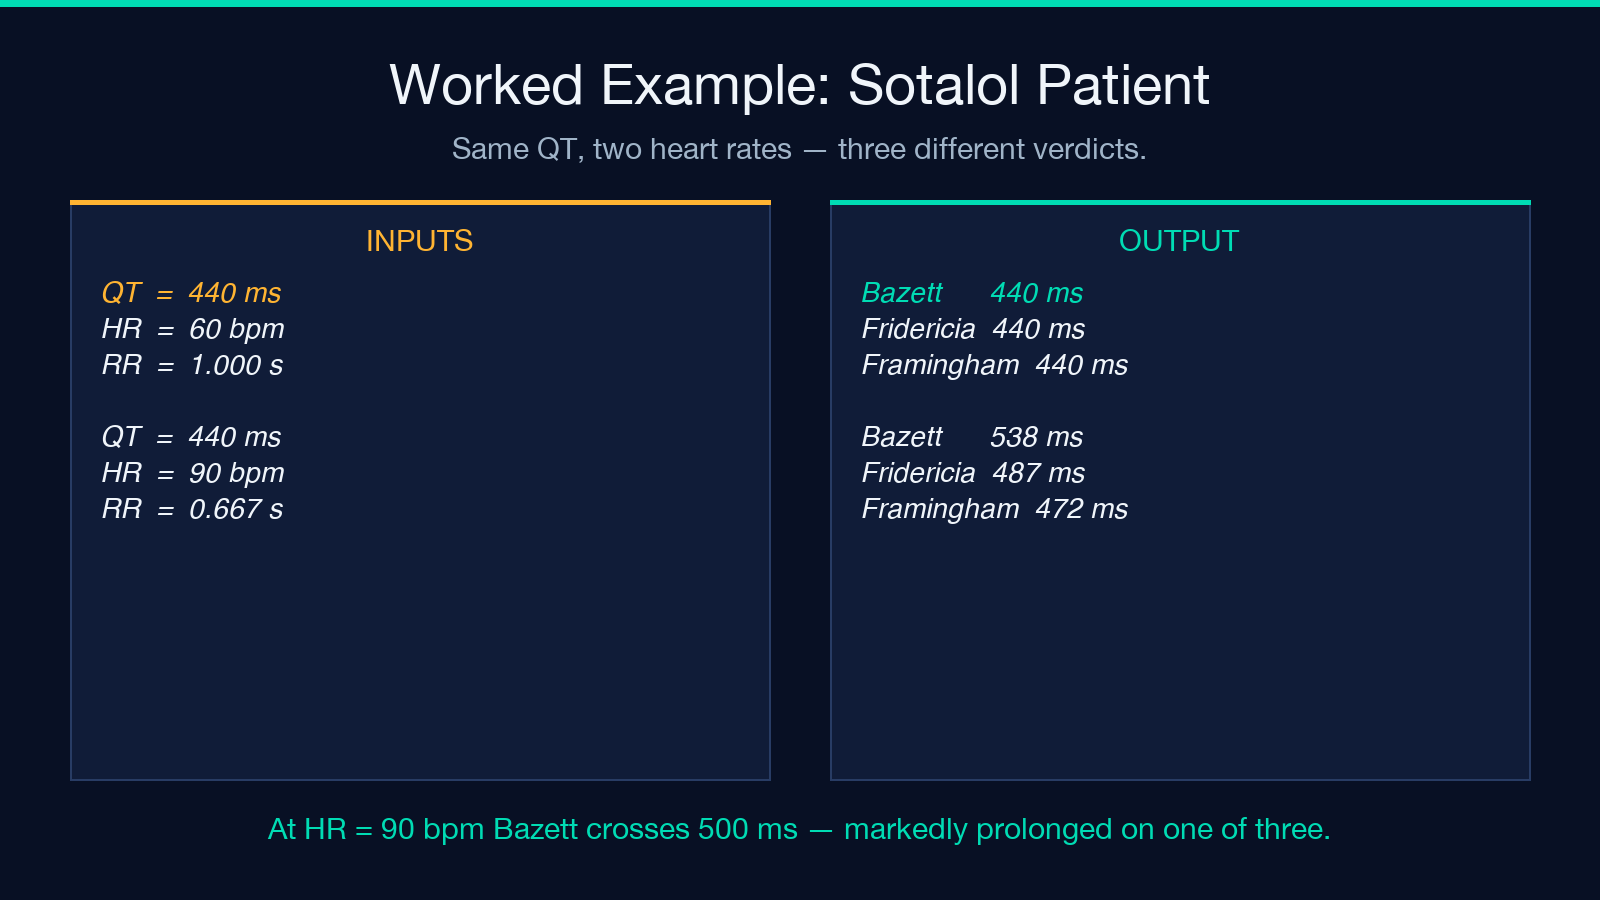 Worked Example: Sotalol Patient
Same QT, two heart rates — three different verdicts.
INPUTS
QT = 440 ms
HR = 60 bpm
RR = 1.000 s
QT = 440 ms
HR = 90 bpm
RR = 0.667 s
OUTPUT
Bazett 440 ms
Fridericia 440 ms
Framingham 440 ms
Bazett 538 ms
Fridericia 487 ms
Framingham 472 ms
At HR = 90 bpm Bazett crosses 500 ms — markedly prolonged on one of three.